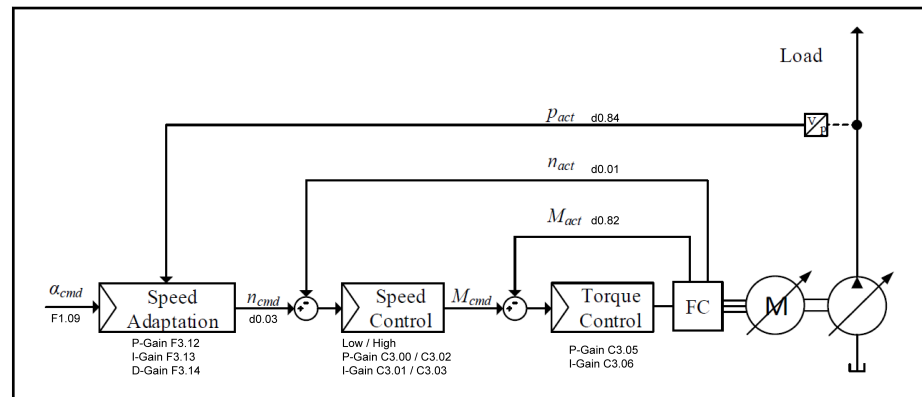 Load
p_act d0.84
V
p
n_act d0.01
M_act d0.82
α_cmd
F1.09
Speed
Adaptation
n_cmd
d0.03
-
Speed
Control
M_cmd
-
Torque
Control
FC
M
P-Gain F3.12
I-Gain F3.13
D-Gain F3.14
Low / High
P-Gain C3.00 / C3.02
I-Gain C3.01 / C3.03
P-Gain C3.05
I-Gain C3.06